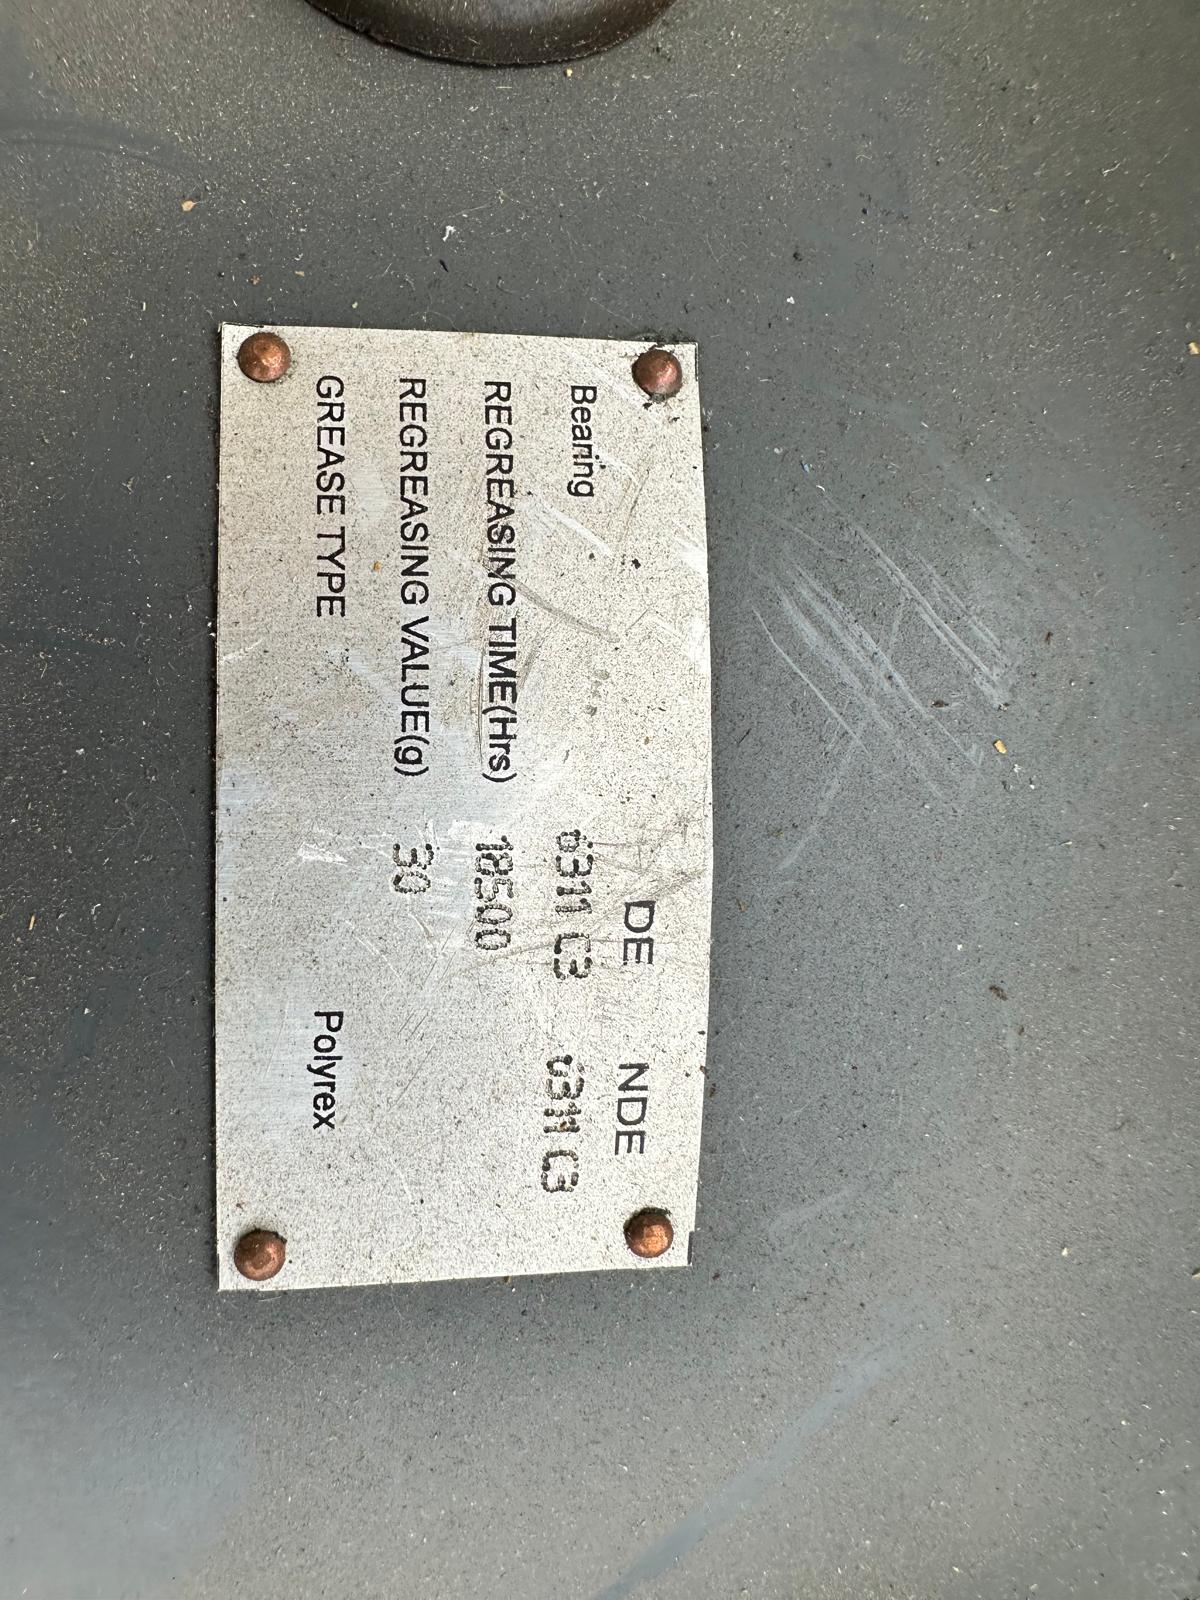 DE NDE
Bearing 6311 C3 6311 C3
REGREASING TIME(Hrs) 18500
REGREASING VALUE(g) 30
GREASE TYPE Polyrex